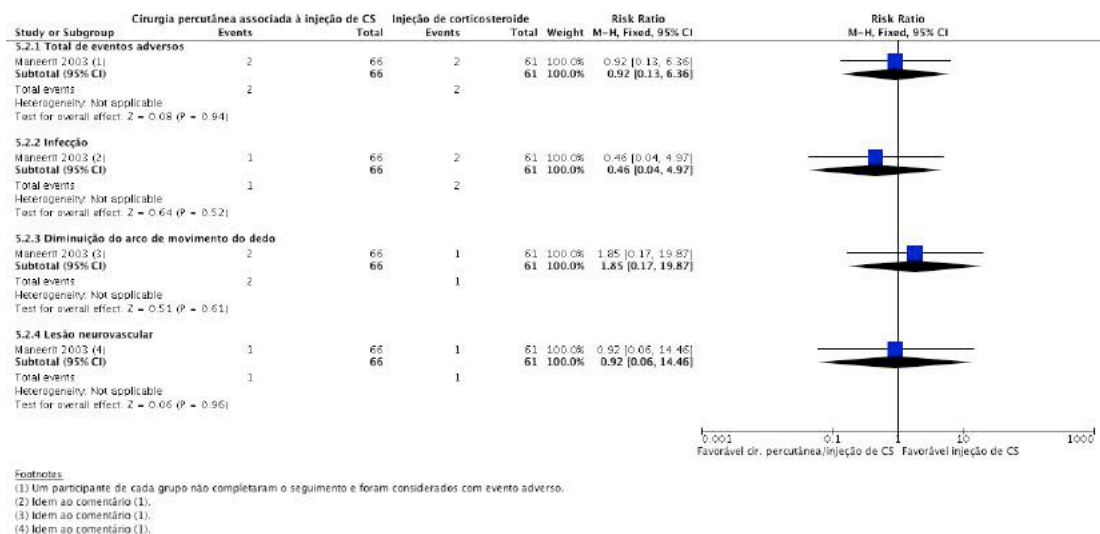 Cirurgia percutânea associada à injeção de CS Injeção de corticosteroide Risk Ratio Risk Ratio
Study or Subgroup Events Total Events Total Weight M-H, Fixed, 95% CI M-H, Fixed, 95% CI
5.2.1 Total de eventos adversos
Maneerit 2003 (1) 2 66 2 61 100.0% 0.92 [0.13, 6.36]
Subtotal (95% CI) 66 61 100.0% 0.92 [0.13, 6.36]
Total events 2 2
Heterogeneity: Not applicable
Test for overall effect: Z = 0.08 (P = 0.94)
5.2.2 Infecção
Maneerit 2003 (2) 1 66 2 61 100.0% 0.46 [0.04, 4.97]
Subtotal (95% CI) 66 61 100.0% 0.46 [0.04, 4.97]
Total events 1 2
Heterogeneity: Not applicable
Test for overall effect: Z = 0.64 (P = 0.52)
5.2.3 Diminuição do arco de movimento do dedo
Maneerit 2003 (3) 2 66 1 61 100.0% 1.85 [0.17, 19.87]
Subtotal (95% CI) 66 61 100.0% 1.85 [0.17, 19.87]
Total events 2 1
Heterogeneity: Not applicable
Test for overall effect: Z = 0.51 (P = 0.61)
5.2.4 Lesão neurovascular
Maneerit 2003 (4) 1 66 1 61 100.0% 0.92 [0.06, 14.46]
Subtotal (95% CI) 66 61 100.0% 0.92 [0.06, 14.46]
Total events 1 1
Heterogeneity: Not applicable
Test for overall effect: Z = 0.06 (P = 0.96)
0.001 0.1 1 10 1000
Favorável cir. percutânea/injeção de CS Favorável injeção de CS
Footnotes
(1) Um participante de cada grupo não completaram o seguimento e foram considerados com evento adverso.
(2) Idem ao comentário (1).
(3) Idem ao comentário (1).
(4) Idem ao comentário (1).